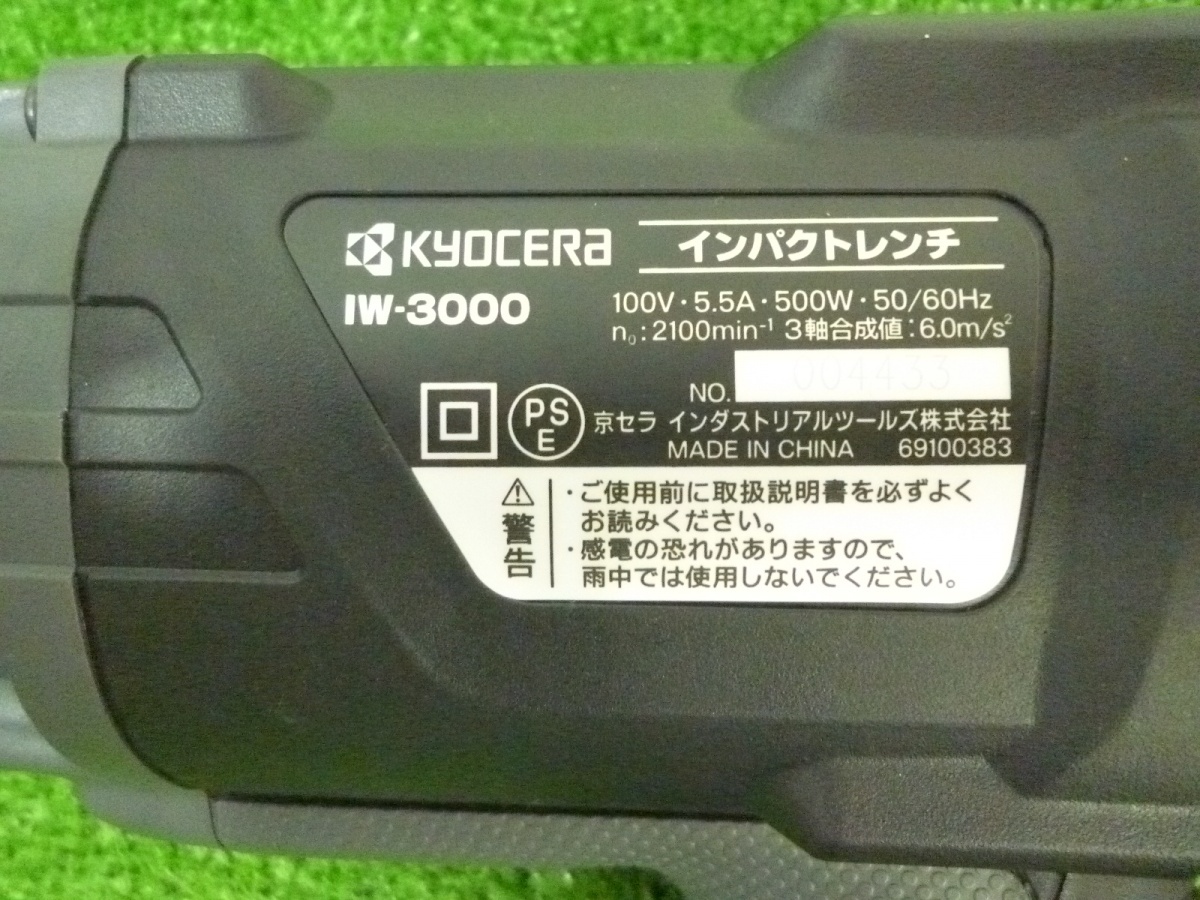 KYOCERA インパクトレンチ
IW-3000 100V・5.5A・500W・50/60Hz
n₀:2100min⁻¹ 3軸合成値:6.0m/s²
NO. 004433
PS
E
京セラ インダストリアルツールズ株式会社
MADE IN CHINA 69100383
警告
・ご使用前に取扱説明書を必ずよく
お読みください。
・感電の恐れがありますので、
雨中では使用しないでください。